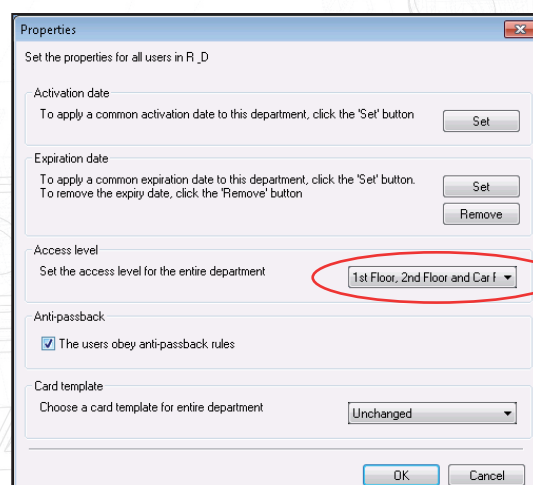 Properties
Set the properties for all users in R_D
Activation date
To apply a common activation date to this department, click the 'Set' button
Set
Expiration date
To apply a common expiration date to this department, click the 'Set' button.
To remove the expiry date, click the 'Remove' button
Set
Remove
Access level
Set the access level for the entire department
1st Floor, 2nd Floor and Car
Anti-passback
The users obey anti-passback rules
Card template
Choose a card template for entire department
Unchanged
OK
Cancel